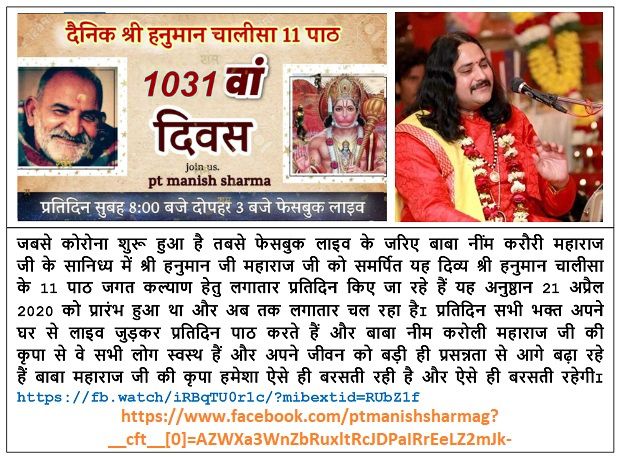 दैनिक श्री हनुमान चालीसा 11 पाठ
1031 वां
दिवस
join us.
pt manish sharma
प्रतिदिन सुबह 8:00 बजे दोपहर 3 बजे फेसबुक लाइव
जबसे कोरोना शुरू हुआ है तबसे फेसबुक लाइव के जरिए बाबा नींम करौरी महाराज
जी के सानिध्य में श्री हनुमान जी महाराज जी को समर्पित यह दिव्य श्री हनुमान चालीसा
के 11 पाठ जगत कल्याण हेतु लगातार प्रतिदिन किए जा रहे हैं यह अनुष्ठान 21 अप्रैल
2020 को प्रारंभ हुआ था और अब तक लगातार चल रहा है। प्रतिदिन सभी भक्त अपने
घर से लाइव जुड़कर प्रतिदिन पाठ करते हैं और बाबा नीम करोली महाराज जी की
कृपा से वे सभी लोग स्वस्थ हैं और अपने जीवन को बड़ी ही प्रसन्नता से आगे बढ़ा रहे
हैं बाबा महाराज जी की कृपा हमेशा ऐसे ही बरसती रही है और ऐसे ही बरसती रहेगी।
https://fb.watch/iRBqTU0r1c/?mibextid=RUbZ1f
https://www.facebook.com/ptmanishsharmag?
__cft__[0]=AZWXa3WnZbRuxltRcJDPaIRrEeLZ2mJk-